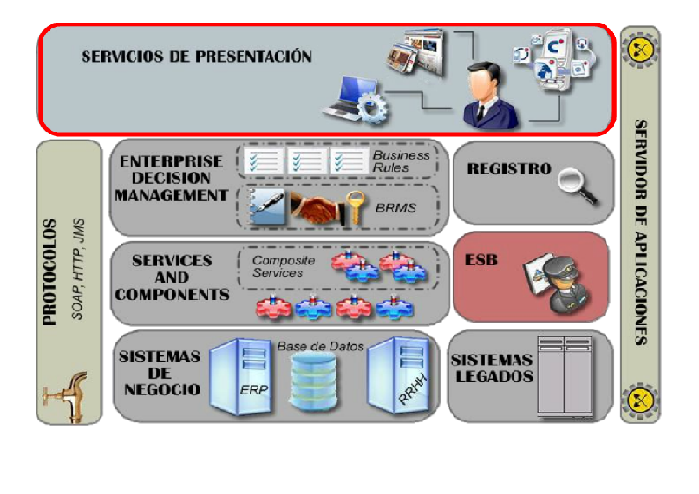 SERVICIOS DE PRESENTACIÓN
PROTOCOLOS
SOAP, HTTP, JMS
ENTERPRISE
DECISION
MANAGEMENT
Business
Rules
BRMS
REGISTRO
SERVICES
AND
COMPONENTS
Composite
Services
ESB
SISTEMAS
DE
NEGOCIO
ERP
Base de Datos
RRHH
SISTEMAS
LEGADOS
SERVIDOR DE APLICACIONES